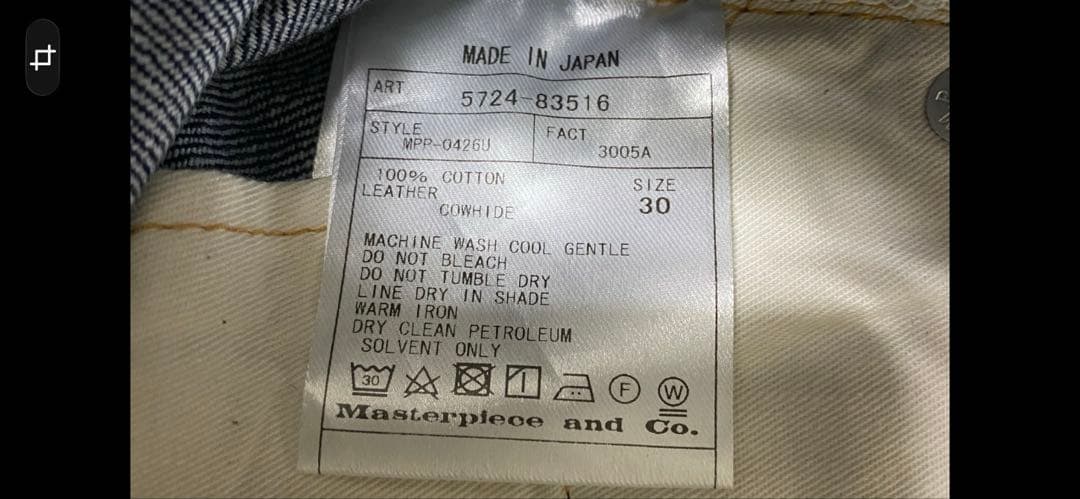 MADE IN JAPAN
ART
5724-83516
STYLE
MPP-0426U
FACT
3005A
100% COTTON
LEATHER
COWHIDE
SIZE
30
MACHINE WASH COOL GENTLE
DO NOT BLEACH
DO NOT TUMBLE DRY
LINE DRY IN SHADE
WARM IRON
DRY CLEAN PETROLEUM
SOLVENT ONLY
30
F
W
Masterpiece and Co.